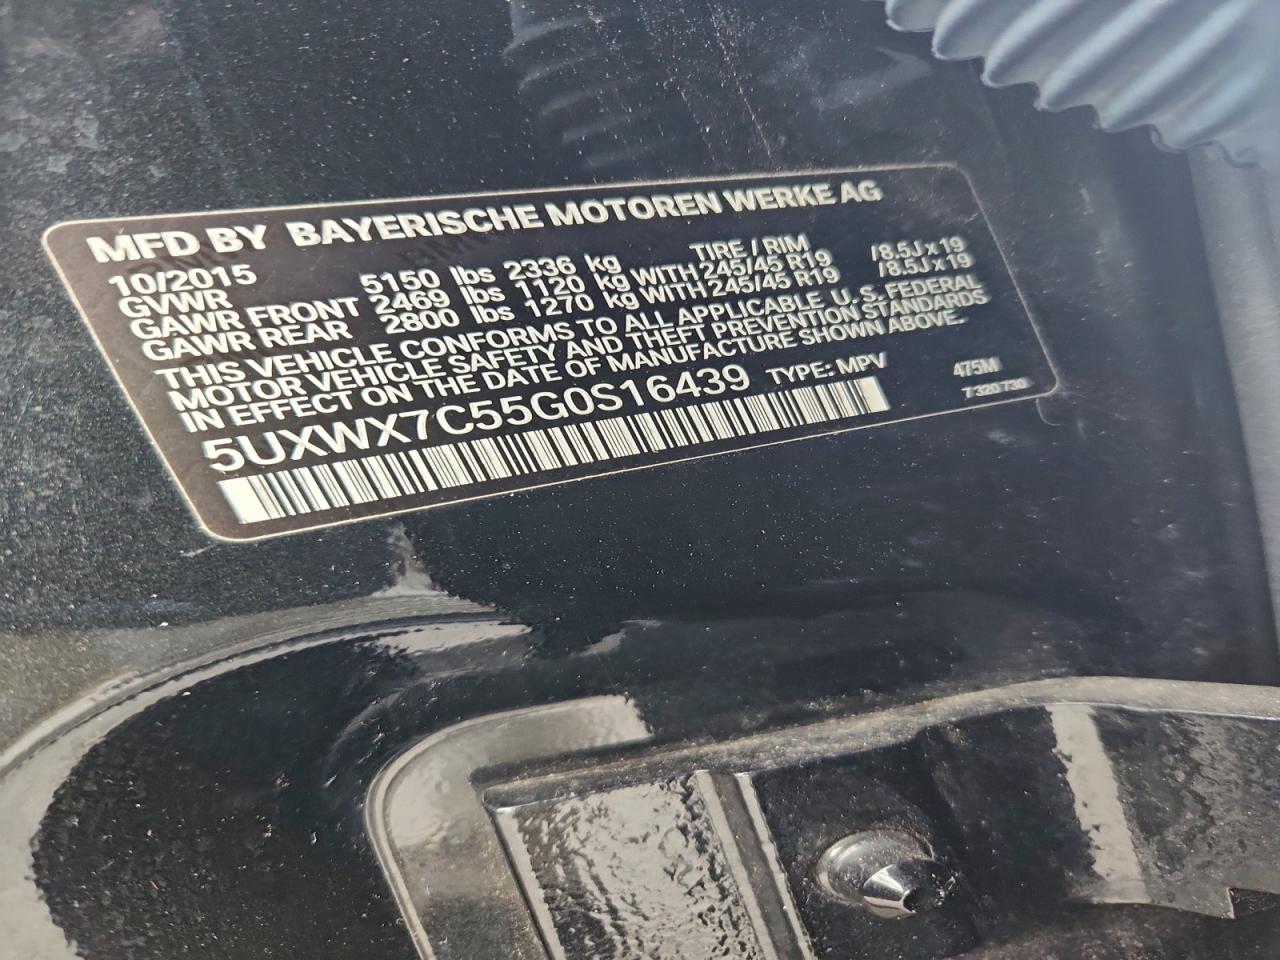 MFD BY BAYERISCHE MOTOREN WERKE AG
10/2015 TIRE / RIM
GVWR 5150 lbs 2336 kg
GAWR FRONT 2469 lbs 1120 kg WITH 245/45 R19 /8.5J x 19
GAWR REAR 2800 lbs 1270 kg WITH 245/45 R19 /8.5J x 19
THIS VEHICLE CONFORMS TO ALL APPLICABLE U. S. FEDERAL
MOTOR VEHICLE SAFETY AND THEFT PREVENTION STANDARDS
IN EFFECT ON THE DATE OF MANUFACTURE SHOWN ABOVE.
5UXWX7C55G0S16439 TYPE: MPV 475M
7 320 730